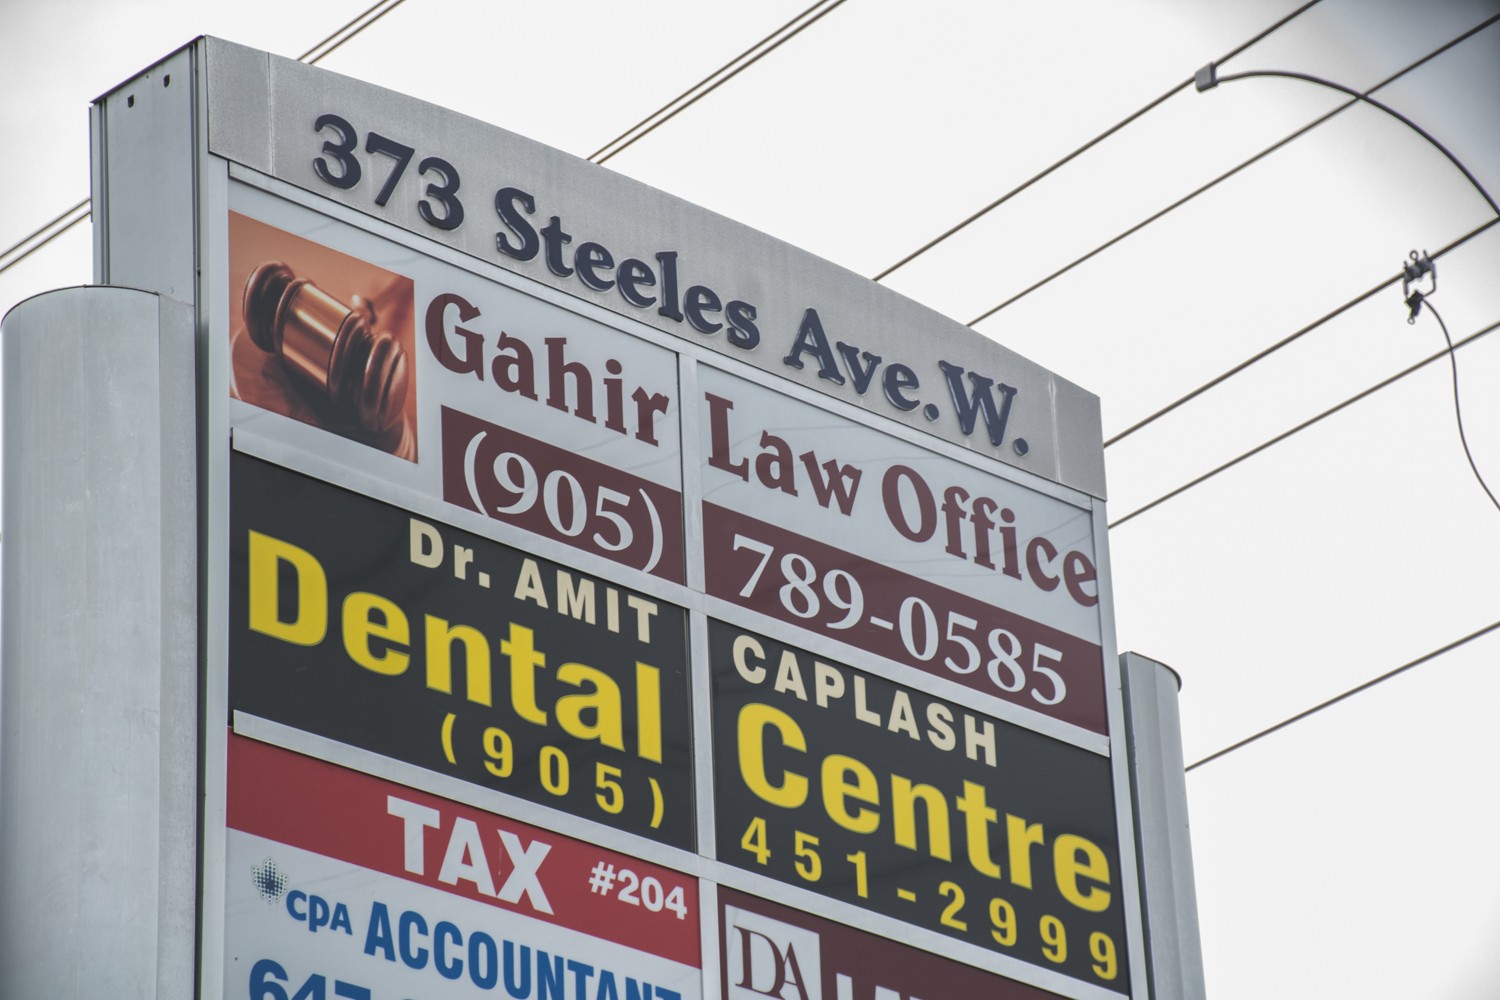 373 Steeles Ave.W.
Gahir Law Office
(905) 789-0585
Dr. AMIT CAPLASH
Dental Centre
(905) 451-2999
TAX #204
CPA ACCOUNTANT
DA